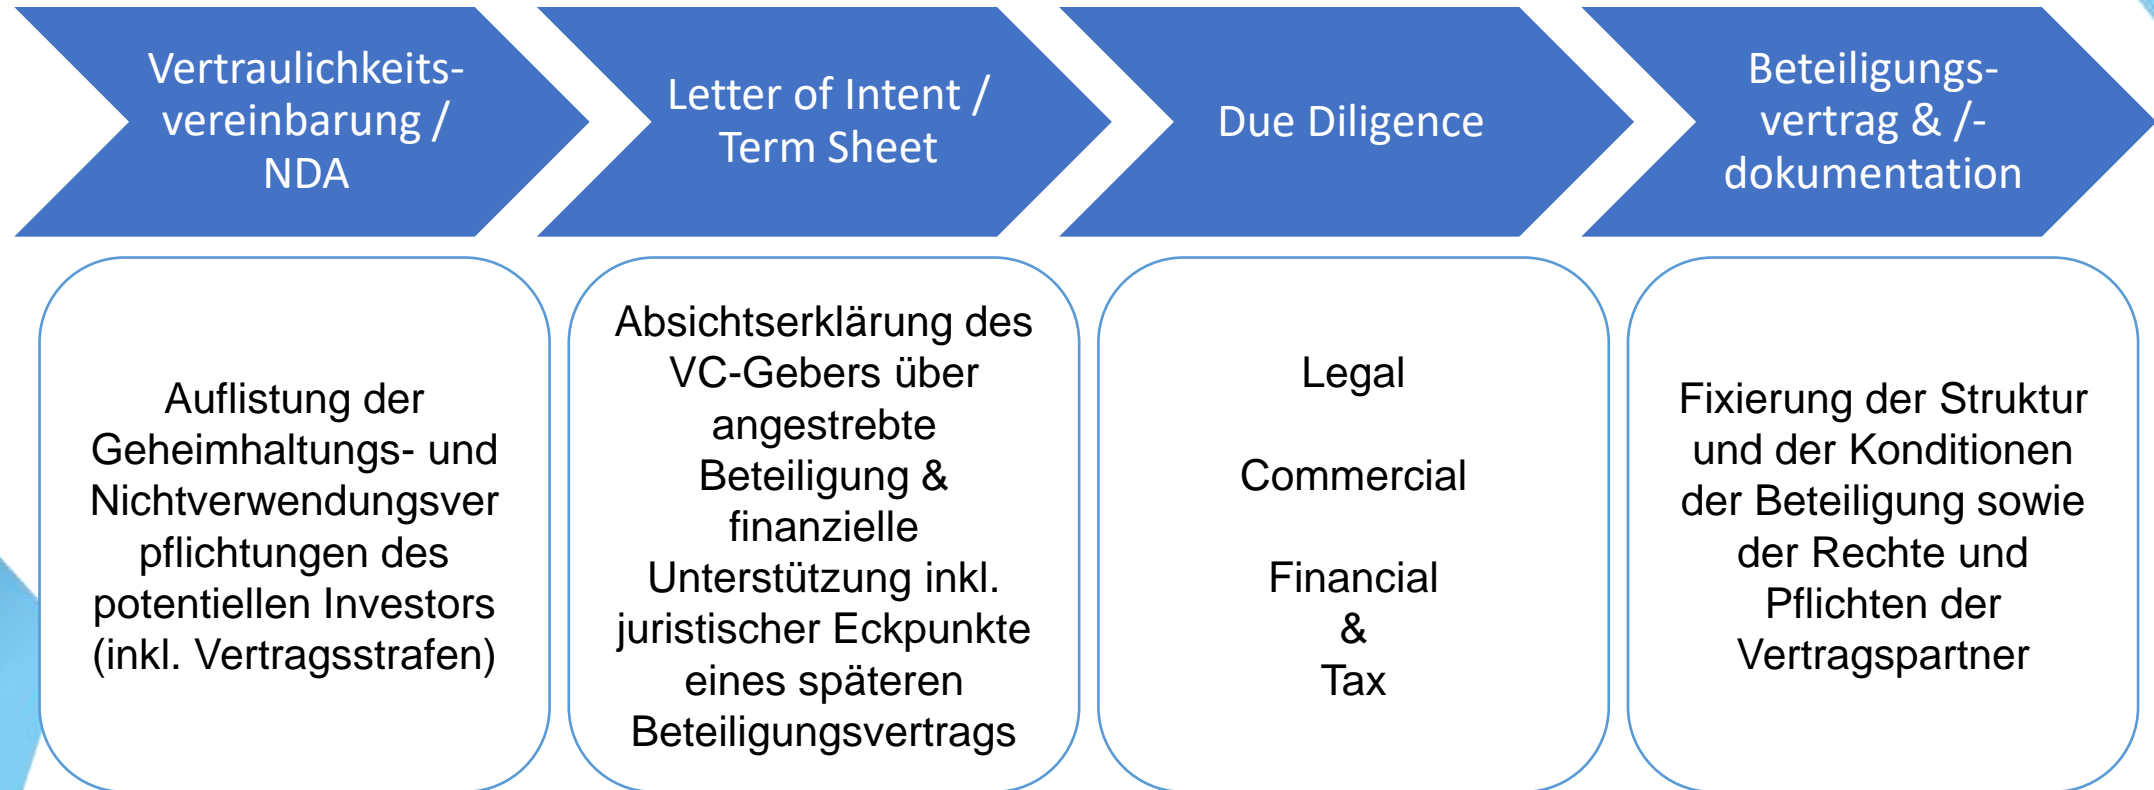 Vertraulichkeits-
vereinbarung /
NDA
Letter of Intent /
Term Sheet
Due Diligence
Beteiligungs-
vertrag & /-
dokumentation
Auflistung der
Geheimhaltungs- und
Nichtverwendungsver
pflichtungen des
potentiellen Investors
(inkl. Vertragsstrafen)
Absichtserklärung des
VC-Gebers über
angestrebte
Beteiligung &
finanzielle
Unterstützung inkl.
juristischer Eckpunkte
eines späteren
Beteiligungsvertrags
Legal
Commercial
Financial
&
Tax
Fixierung der Struktur
und der Konditionen
der Beteiligung sowie
der Rechte und
Pflichten der
Vertragspartner